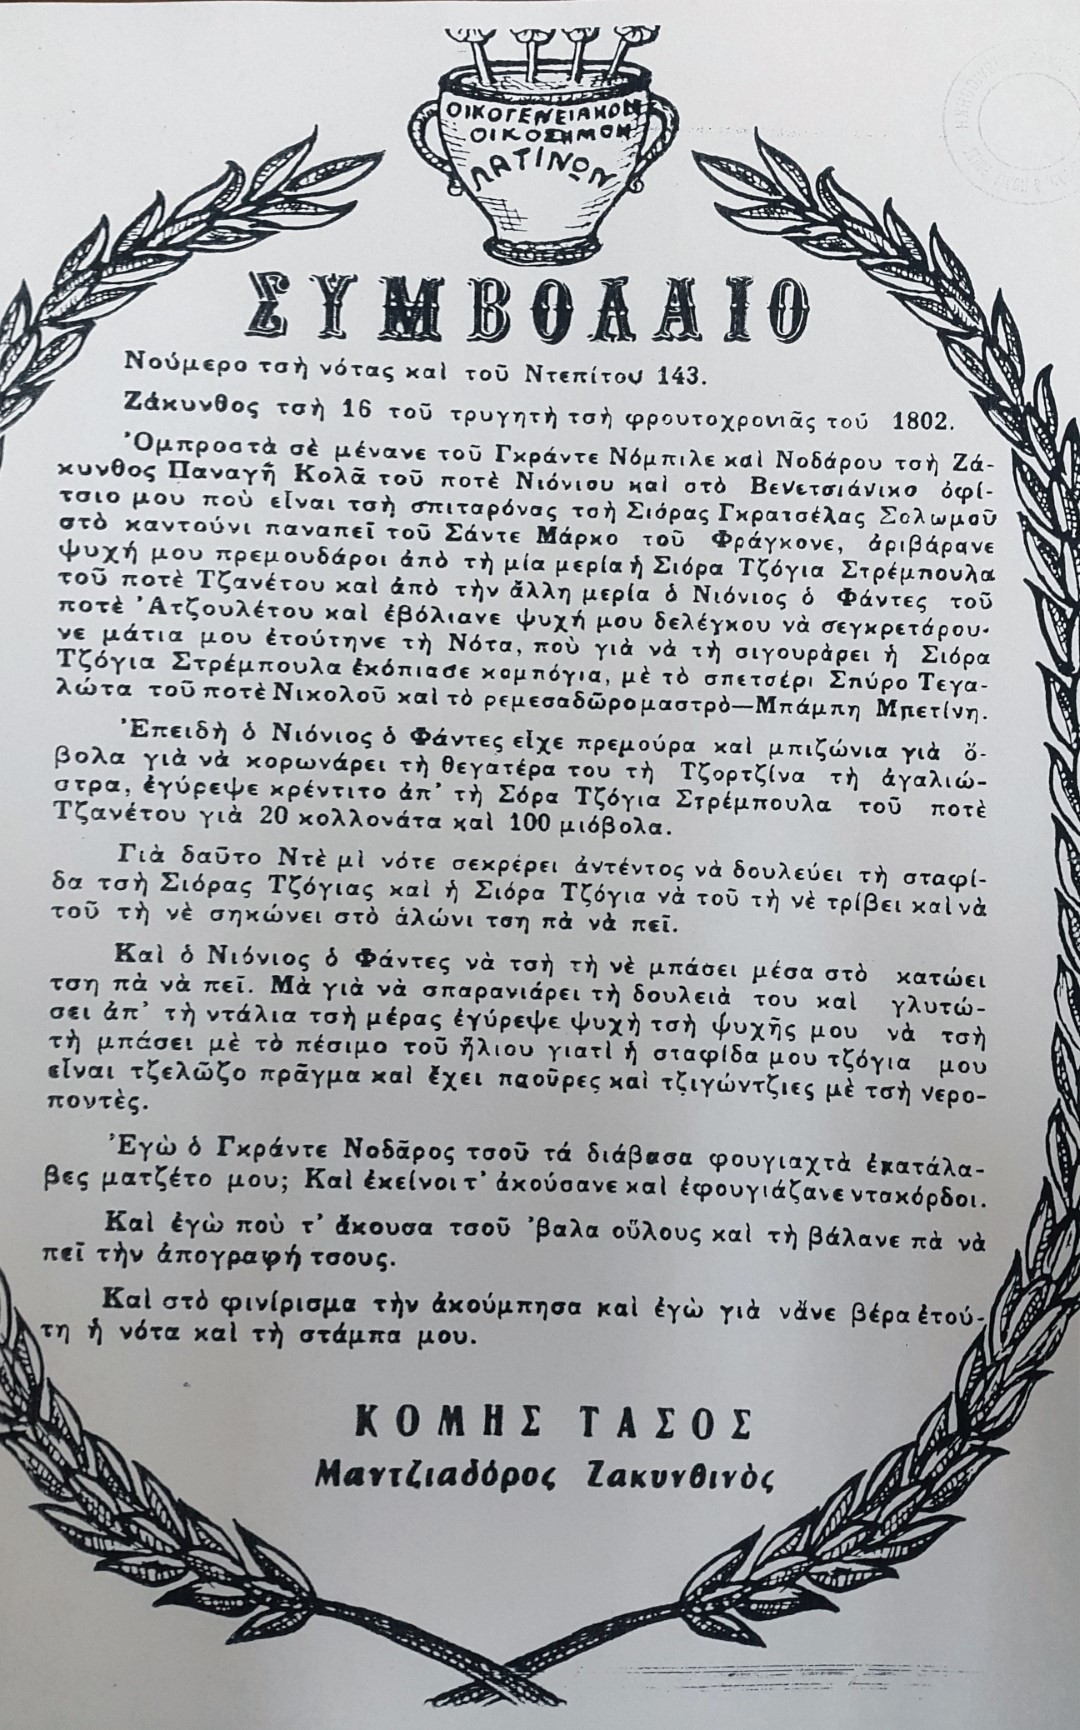 ΟΙΚΟΓΕΝΕΙΑΚΟΝ
ΟΙΚΟΣΗΜΟΝ
ΛΑΤΙΝΩΝ
ΣΥΜΒΟΛΑΙΟ
Νούμερο τσὴ νότας καὶ τοῦ Ντεπίτου 143.
Ζάκυνθος τσὴ 16 τοῦ τρυγητὴ τσὴ φρουτοχρονιᾶς τοῦ 1802.
Ὀμπροστὰ σὲ μένανε τοῦ Γκράντε Νόμπιλε καὶ Νοδάρου τσὴ Ζά-
κυνθος Παναγῆ Κολᾶ τοῦ ποτὲ Νιόνιου καὶ στὸ Βενετσιάνικο ὀφί-
τσιο μου ποὺ εἶναι τσὴ σπιταρόνας τσὴ Σιόρας Γκρατσέλας Σολωμοῦ
στὸ καντούνι παναπεῖ τοῦ Σάντε Μάρκο τοῦ Φράγκονε, ἀριβάρανε
ψυχή μου πρεμουδάροι ἀπὸ τὴ μία μερία ἡ Σιόρα Τζόγια Στρέμπουλα
τοῦ ποτὲ Τζανέτου καὶ ἀπὸ τὴν ἄλλη μερία ὁ Νιόνιος ὁ Φάντες τοῦ
ποτὲ Ἀτζουλέτου καὶ ἐβόλιανε ψυχή μου δελέγκου νὰ σεγκρετάρου-
νε μάτια μου ἐτούτηνε τὴ Νότα, ποὺ γιὰ νὰ τὴ σιγουράρει ἡ Σιόρα
Τζόγια Στρέμπουλα ἐκόπιασε κομπόγια, μὲ τὸ σπετσέρι Σπύρο Τεγα-
λώτα τοῦ ποτὲ Νικολοῦ καὶ τὸ ρεμεσαδῶρο μαστρὸ—Μπάμπη Μπετίνη.
Ἐπειδὴ ὁ Νιόνιος ὁ Φάντες εἶχε πρεμούρα καὶ μπιζώνια γιὰ ὄ-
βολα γιὰ νὰ κορωνάρει τὴ θεγατέρα του τὴ Τζορτζίνα τὴ ἀγαλιώ-
στρα, ἐγύρεψε κρέντιτο ἀπ' τὴ Σόρα Τζόγια Στρέμπουλα τοῦ ποτὲ
Τζανέτου γιὰ 20 κολλονάτα καὶ 100 μιόβολα.
Γιὰ δαῦτο Ντὲ μὶ νότε σεκρέρει ἀντέντος νὰ δουλεύει τὴ σταφί-
δα τσὴ Σιόρας Τζόγιας καὶ ἡ Σιόρα Τζόγια νὰ τοῦ τὴ νὲ τρίβει καὶ νὰ
τοῦ τὴ νὲ σηκώνει στὸ ἁλώνι τση πὰ νὰ πεῖ.
Καὶ ὁ Νιόνιος ὁ Φάντες νὰ τσὴ τὴ νὲ μπάσει μέσα στὸ κατώει
τση πὰ νὰ πεῖ. Μὰ γιὰ νὰ σπαρανιάρει τὴ δουλειὰ του καὶ γλυτώ-
σει ἀπ' τὴ ντάλια τσὴ μέρας ἐγύρεψε ψυχὴ τσὴ ψυχῆς μου νὰ τσὴ
τὴ μπάσει μὲ τὸ πέσιμο τοῦ ἥλιου γιατὶ ἡ σταφίδα μου τζόγια μου
εἶναι τζελῶζο πρᾶγμα καὶ ἔχει παοῦρες καὶ τζιγώντζιες μὲ τσὴ νερο-
ποντὲς.
Ἐγὼ ὁ Γκράντε Νοδᾶρος τσοῦ τά διάβασα φουγιαχτὰ ἐκατάλα-
βες ματζέτο μου; Καὶ ἐκείνοι τ' ἀκούσανε καὶ ἐφουγιάζανε ντακόρδοι.
Καὶ ἐγὼ ποὺ τ' ἄκουσα τσοῦ 'βαλα οὕλους καὶ τὴ βάλανε πὰ νὰ
πεῖ τὴν ἀπογραφή τσους.
Καὶ στὸ φινίρισμα τὴν ἀκούμπησα καὶ ἐγὼ γιὰ νἄνε βέρα ἐτού-
τη ἡ νότα καὶ τὴ στάμπα μου.
ΚΟΜΗΣ ΤΑΣΟΣ
Μαντζιαδόρος Ζακυνθινὸς